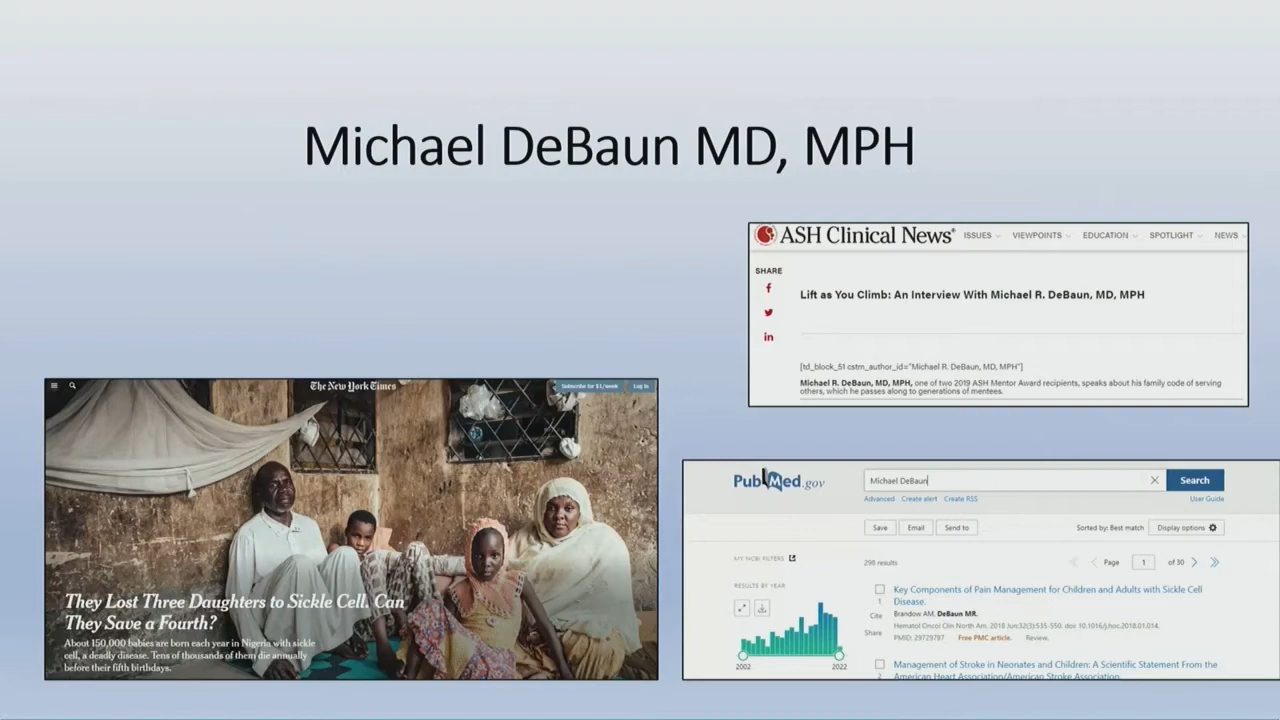 Michael DeBaun MD, MPH
ASH Clinical News® ISSUES VIEWPOINTS EDUCATION SPOTLIGHT NEWS
SHARE
Lift as You Climb: An Interview With Michael R. DeBaun, MD, MPH
[td_block_51 cstm_author_id="Michael R. DeBaun, MD, MPH"]
Michael R. DeBaun, MD, MPH, one of two 2019 ASH Mentor Award recipients, speaks about his family code of serving
others, which he passes along to generations of mentees.
The New York Times Subscribe for $1/week Log in
They Lost Three Daughters to Sickle Cell. Can
They Save a Fourth?
About 150,000 babies are born each year in Nigeria with sickle
cell, a deadly disease. Tens of thousands of them die annually
before their fifth birthdays.
PubMed.gov Michael DeBaun Search
Advanced Create alert Create RSS User Guide
Save Email Send to Sorted by: Best match Display options
MY NCBI FILTERS 298 results Page 1 of 30
RESULTS BY YEAR
2002 2022
Key Components of Pain Management for Children and Adults with Sickle Cell
1 Disease.
Cite Brandow AM, DeBaun MR.
Hematol Oncol Clin North Am. 2018 Jun;32(3):535-550. doi: 10.1016/j.hoc.2018.01.014.
Share PMID: 29729787 Free PMC article. Review.
Management of Stroke in Neonates and Children: A Scientific Statement From the
2 American Heart Association/American Stroke Association.